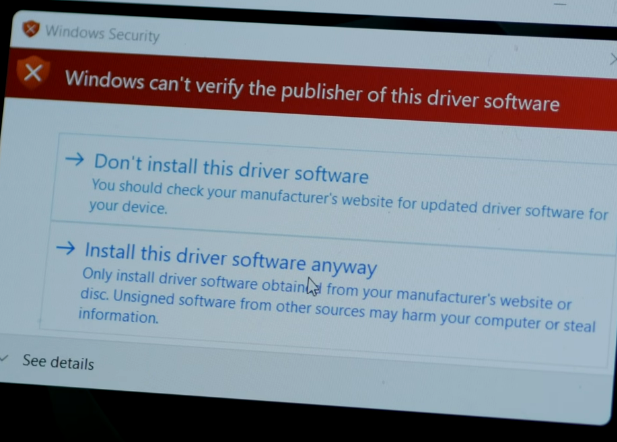 Windows Security
Windows can't verify the publisher of this driver software
Don't install this driver software
You should check your manufacturer's website for updated driver software for
your device.
Install this driver software anyway
Only install driver software obtained from your manufacturer's website or
disc. Unsigned software from other sources may harm your computer or steal
information.
See details